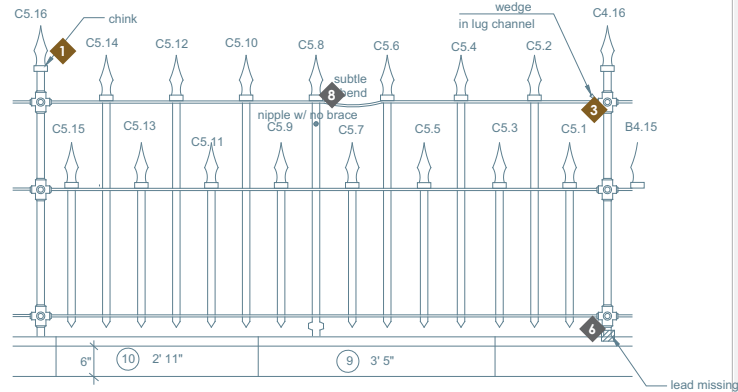 wedge
in lug channel
C5.16
chink
C4.16
C5.14
C5.12
C5.10
C5.8
C5.6
C5.4
C5.2
1
subtle
bend
8
3
nipple w/ no brace
C5.15
C5.13
C5.11
C5.9
C5.7
C5.5
C5.3
C5.1
B4.15
6
6"
10
2' 11"
9
3' 5"
lead missing